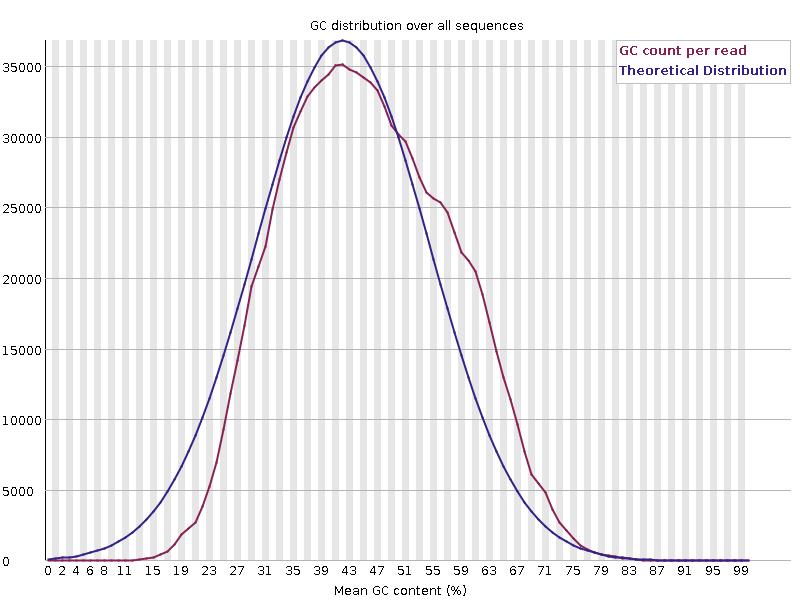 GC distribution over all sequences
GC count per read
Theoretical Distribution
35000
30000
25000
20000
15000
10000
5000
0
0 2 4 6 8 11 15 19 23 27 31 35 39 43 47 51 55 59 63 67 71 75 79 83 87 91 95 99
Mean GC content (%)